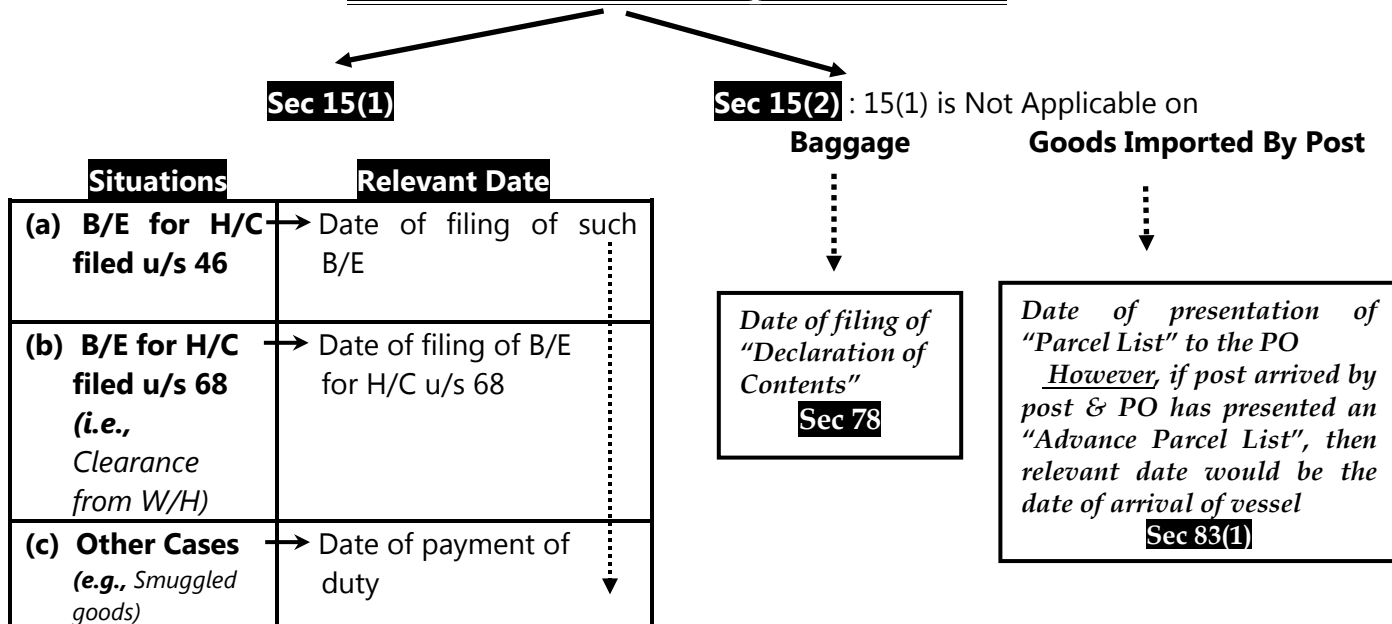 Sec 15(1)
Sec 15(2) : 15(1) is Not Applicable on
Baggage
Goods Imported By Post
Situations
Relevant Date
(a) B/E for H/C
filed u/s 46
Date of filing of such
B/E
(b) B/E for H/C
filed u/s 68
(i.e.,
Clearance
from W/H)
Date of filing of B/E
for H/C u/s 68
(c) Other Cases
(e.g., Smuggled
goods)
Date of payment of
duty
Date of filing of
“Declaration of
Contents”
Sec 78
Date of presentation of
“Parcel List” to the PO
However, if post arrived by
post & PO has presented an
“Advance Parcel List”, then
relevant date would be the
date of arrival of vessel
Sec 83(1)